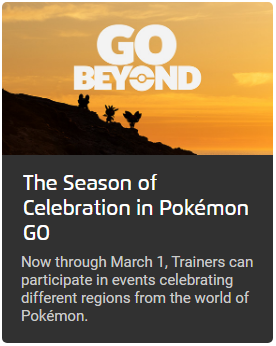 GO
BEYOND
The Season of
Celebration in Pokémon
GO
Now through March 1, Trainers can
participate in events celebrating
different regions from the world of
Pokémon.